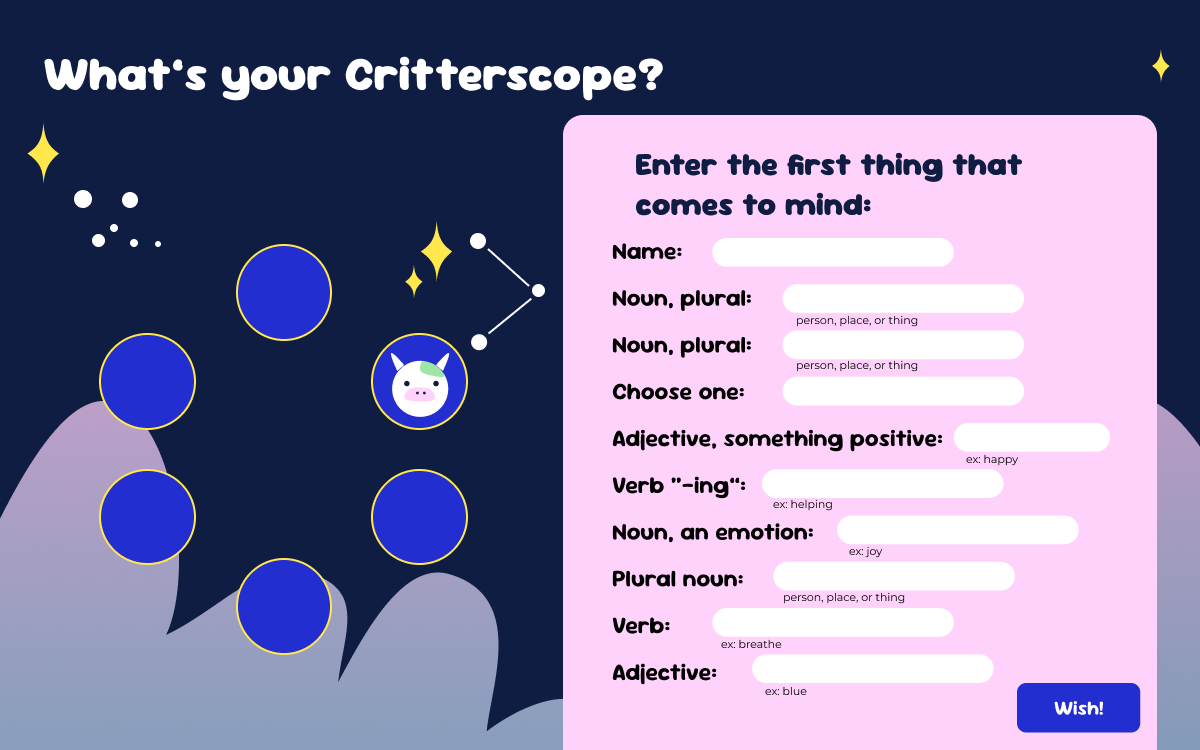 What's your Critterscope?
Enter the first thing that
comes to mind:
Name:
Noun, plural:
person, place, or thing
Noun, plural:
person, place, or thing
Choose one:
Adjective, something positive:
ex: happy
Verb "-ing":
ex: helping
Noun, an emotion:
ex: joy
Plural noun:
person, place, or thing
Verb:
ex: breathe
Adjective:
ex: blue
Wish!